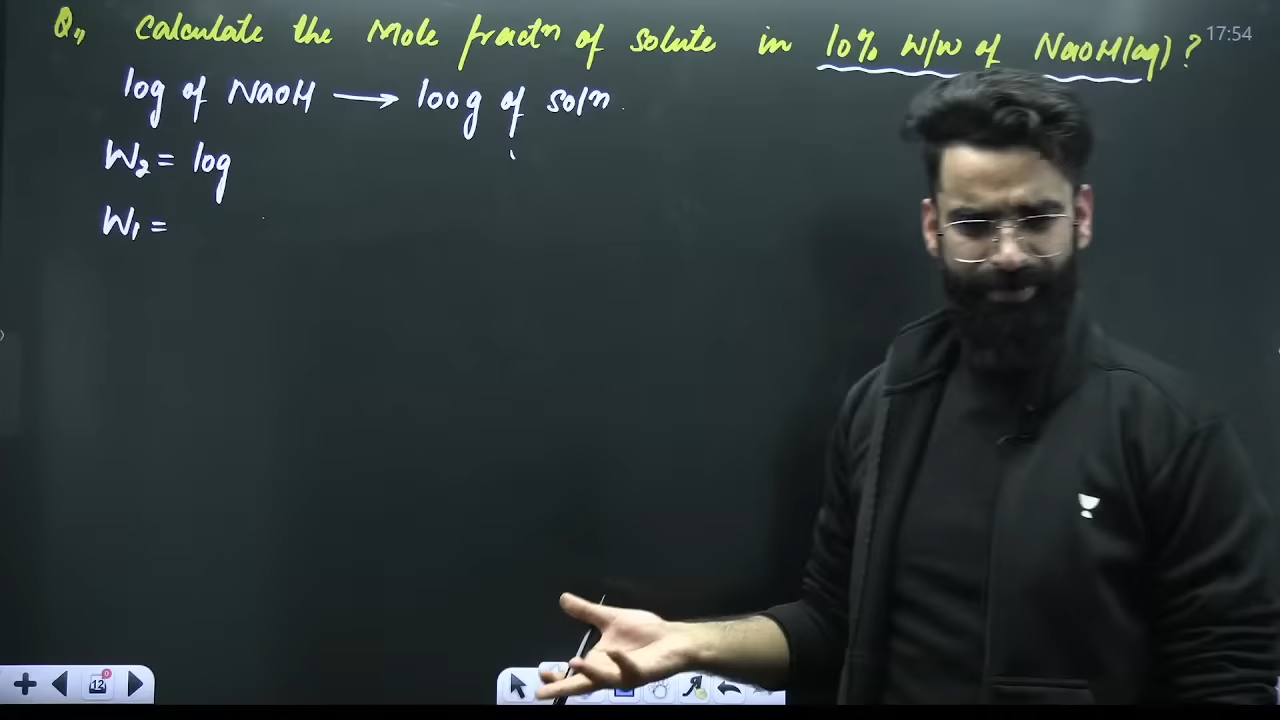 Q,, Calculate the Mole fractn of solute in 10% W/W of NaOH(aq) ?
17:54
10g of NaOH ⟶ 100g of soln.
W₂ = 10g
W₁ =
12